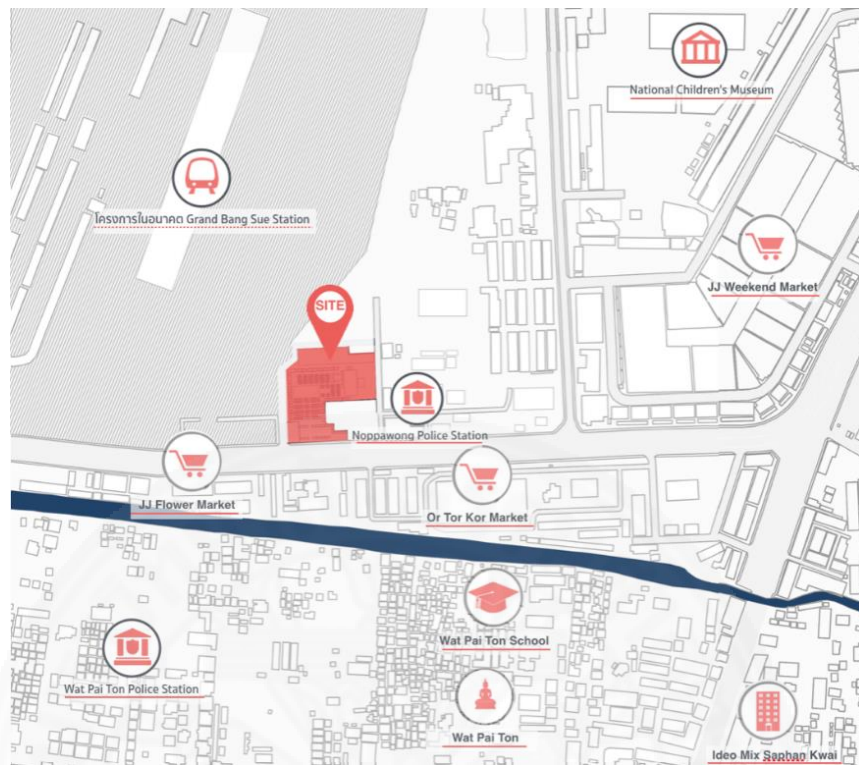 National Children's Museum
โครงการในอนาคต Grand Bang Sue Station
JJ Weekend Market
SITE
Noppawong Police Station
JJ Flower Market
Or Tor Kor Market
Wat Pai Ton School
Wat Pai Ton Police Station
Wat Pai Ton
Ideo Mix Saphan Kwai